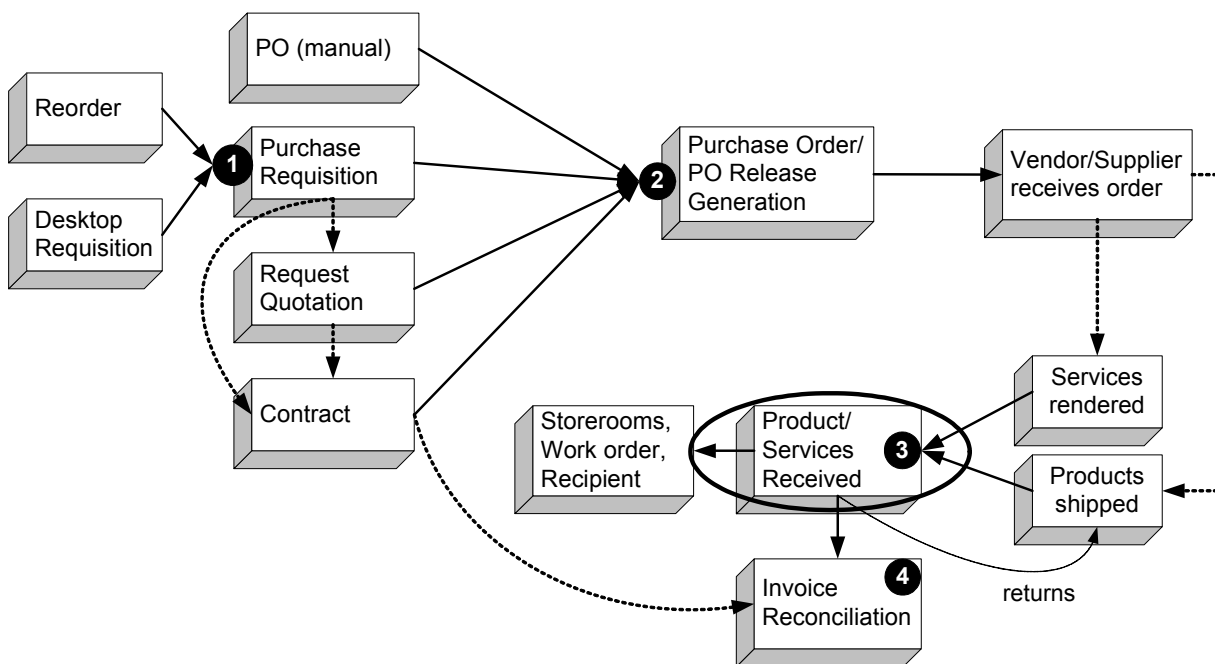 PO (manual)
Reorder
1
Purchase
Requisition
Desktop
Requisition
Request
Quotation
Contract
2
Purchase Order/
PO Release
Generation
Vendor/Supplier
receives order
Services
rendered
Products
shipped
Product/
Services
Received
3
Storerooms,
Work order,
Recipient
returns
Invoice
Reconciliation
4